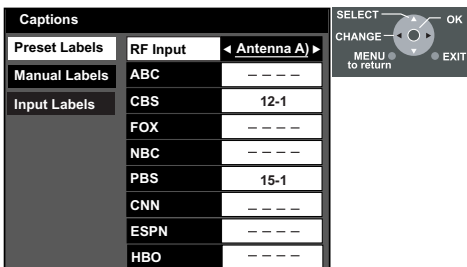 Captions
Preset Labels
Manual Labels
Input Labels
RF Input ◄ Antenna A) ►
ABC – – – –
CBS 12-1
FOX – – – –
NBC – – – –
PBS 15-1
CNN – – – –
ESPN – – – –
HBO – – – –
SELECT
OK
CHANGE
MENU
to return
EXIT